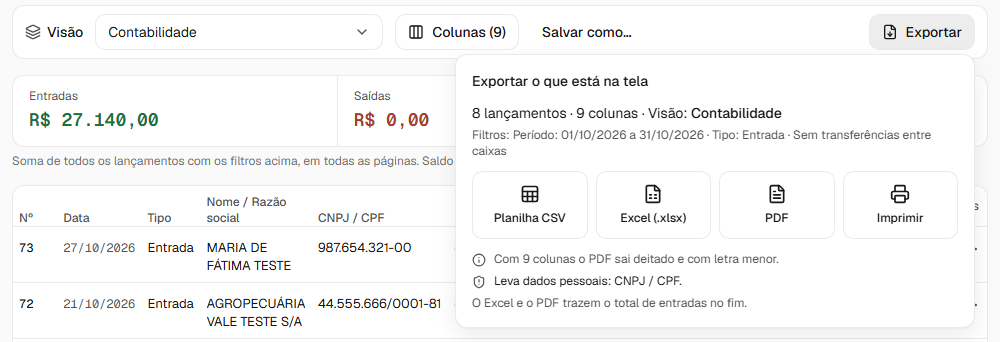 Visão
Contabilidade
Colunas (9)
Salvar como...
Exportar
Entradas
R$ 27.140,00
Saídas
R$ 0,00
Soma de todos os lançamentos com os filtros acima, em todas as páginas. Saldo
Exportar o que está na tela
8 lançamentos · 9 colunas · Visão: Contabilidade
Filtros: Período: 01/10/2026 a 31/10/2026 · Tipo: Entrada · Sem transferências entre
caixas
Planilha CSV
Excel (.xlsx)
PDF
Imprimir
Com 9 colunas o PDF sai deitado e com letra menor.
Leva dados pessoais: CNPJ / CPF.
O Excel e o PDF trazem o total de entradas no fim.
Nº
Data
Tipo
Nome / Razão
social
CNPJ / CPF
73
27/10/2026
Entrada
MARIA DE
FÁTIMA TESTE
987.654.321-00
72
21/10/2026
Entrada
AGROPECUÁRIA
VALE TESTE S/A
44.555.666/0001-81